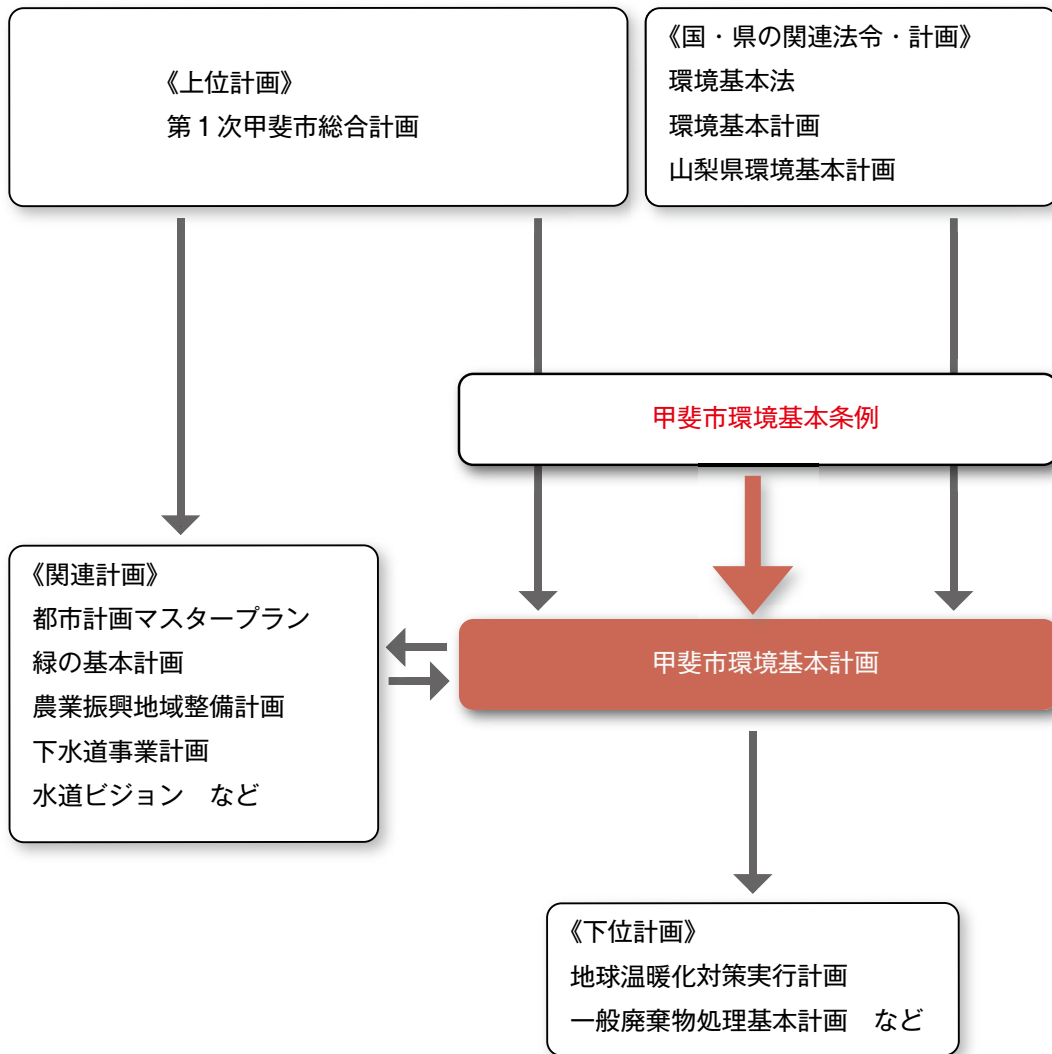 《上位計画》
第1次甲斐市総合計画
《国・県の関連法令・計画》
環境基本法
環境基本計画
山梨県環境基本計画
甲斐市環境基本条例
《関連計画》
都市計画マスタープラン
緑の基本計画
農業振興地域整備計画
下水道事業計画
水道ビジョン　など
甲斐市環境基本計画
《下位計画》
地球温暖化対策実行計画
一般廃棄物処理基本計画　など